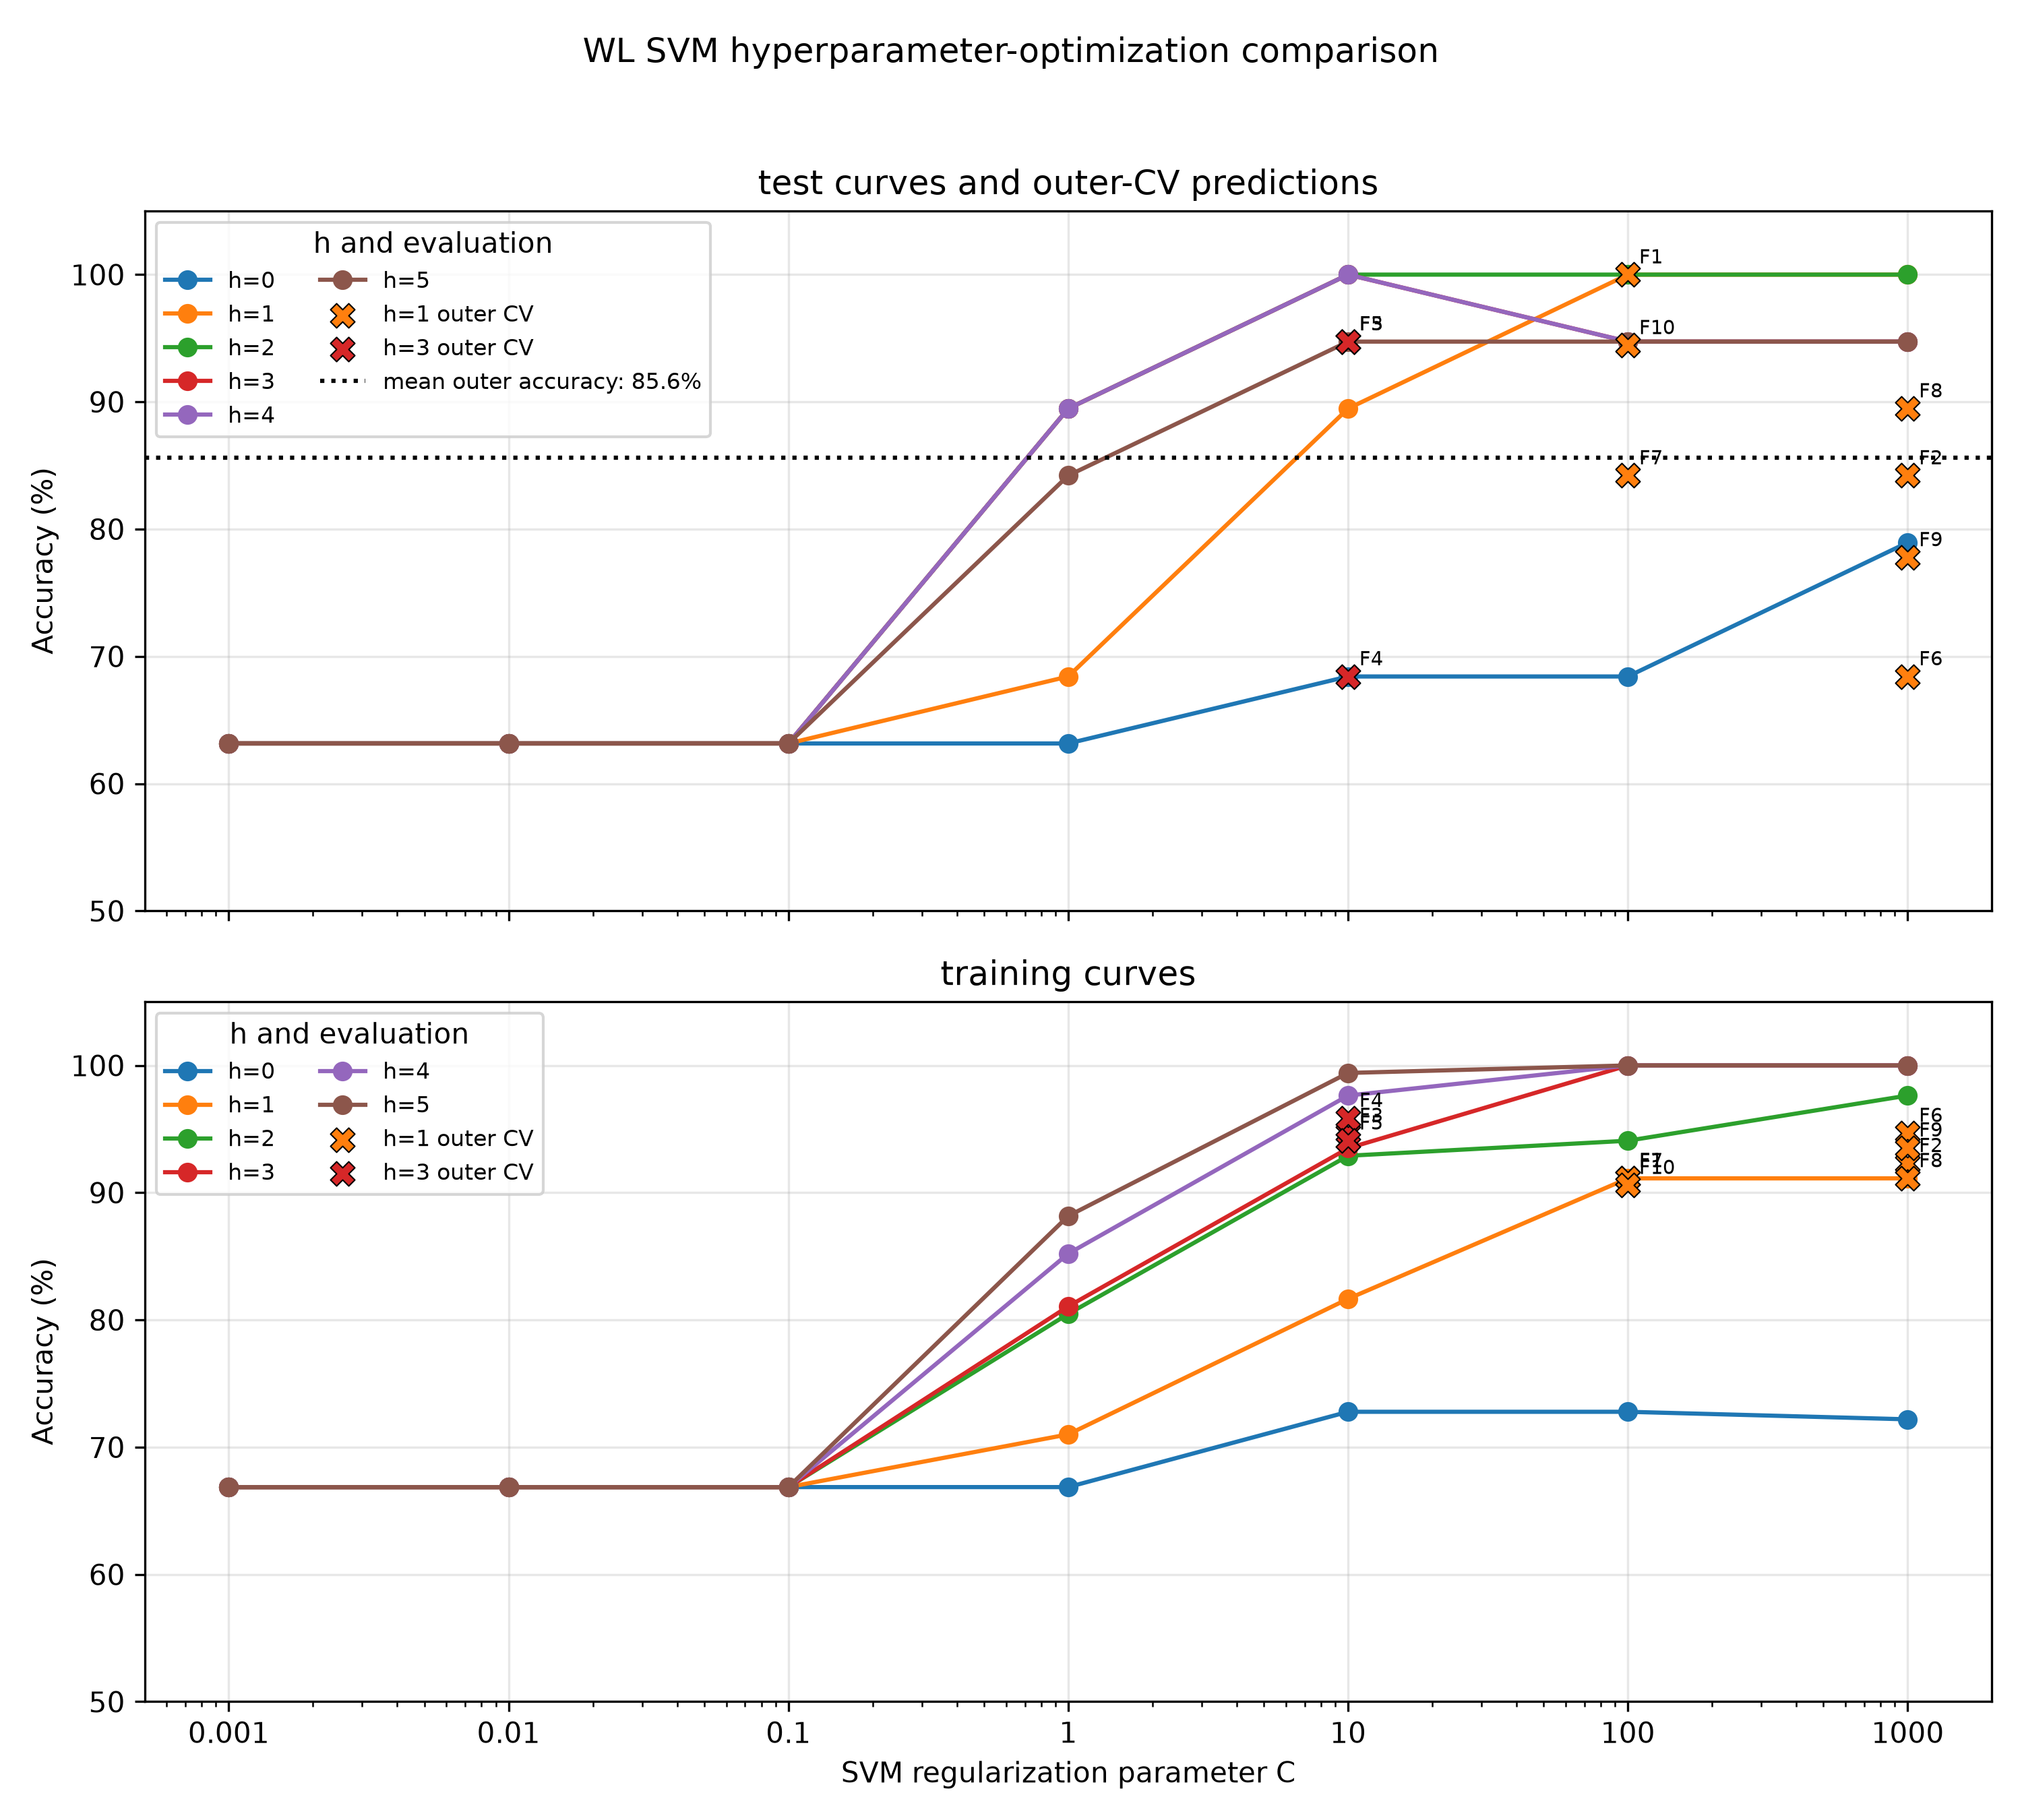 WL SVM hyperparameter-optimization comparison
test curves and outer-CV predictions
h and evaluation
h=0
h=1
h=2
h=3
h=4
h=5
h=1 outer CV
h=3 outer CV
mean outer accuracy: 85.6%
Accuracy (%)
100
90
80
70
60
50
F1
F10
F8
F7
F2
F9
F4
F6
training curves
h and evaluation
h=0
h=1
h=2
h=3
h=4
h=5
h=1 outer CV
h=3 outer CV
Accuracy (%)
100
90
80
70
60
50
F4
F6
F9
F2
F8
F10
0.001
0.01
0.1
1
10
100
1000
SVM regularization parameter C